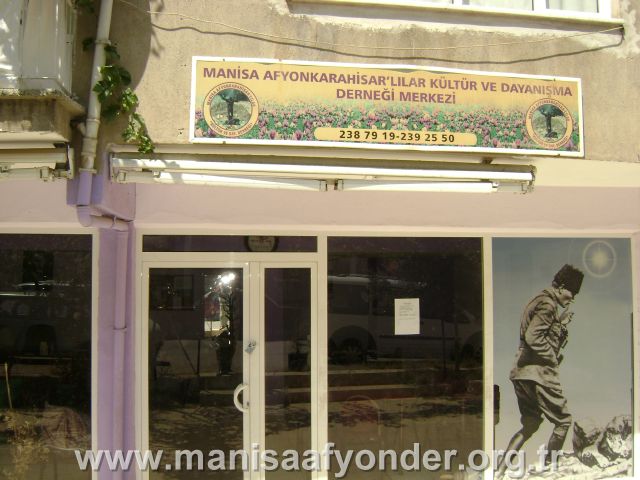 MANİSA AFYONKARAHİSAR'LILAR KÜLTÜR VE DAYANIŞMA
DERNEĞİ MERKEZİ
238 79 19-239 25 50
www.manisaafyonder.org.tr